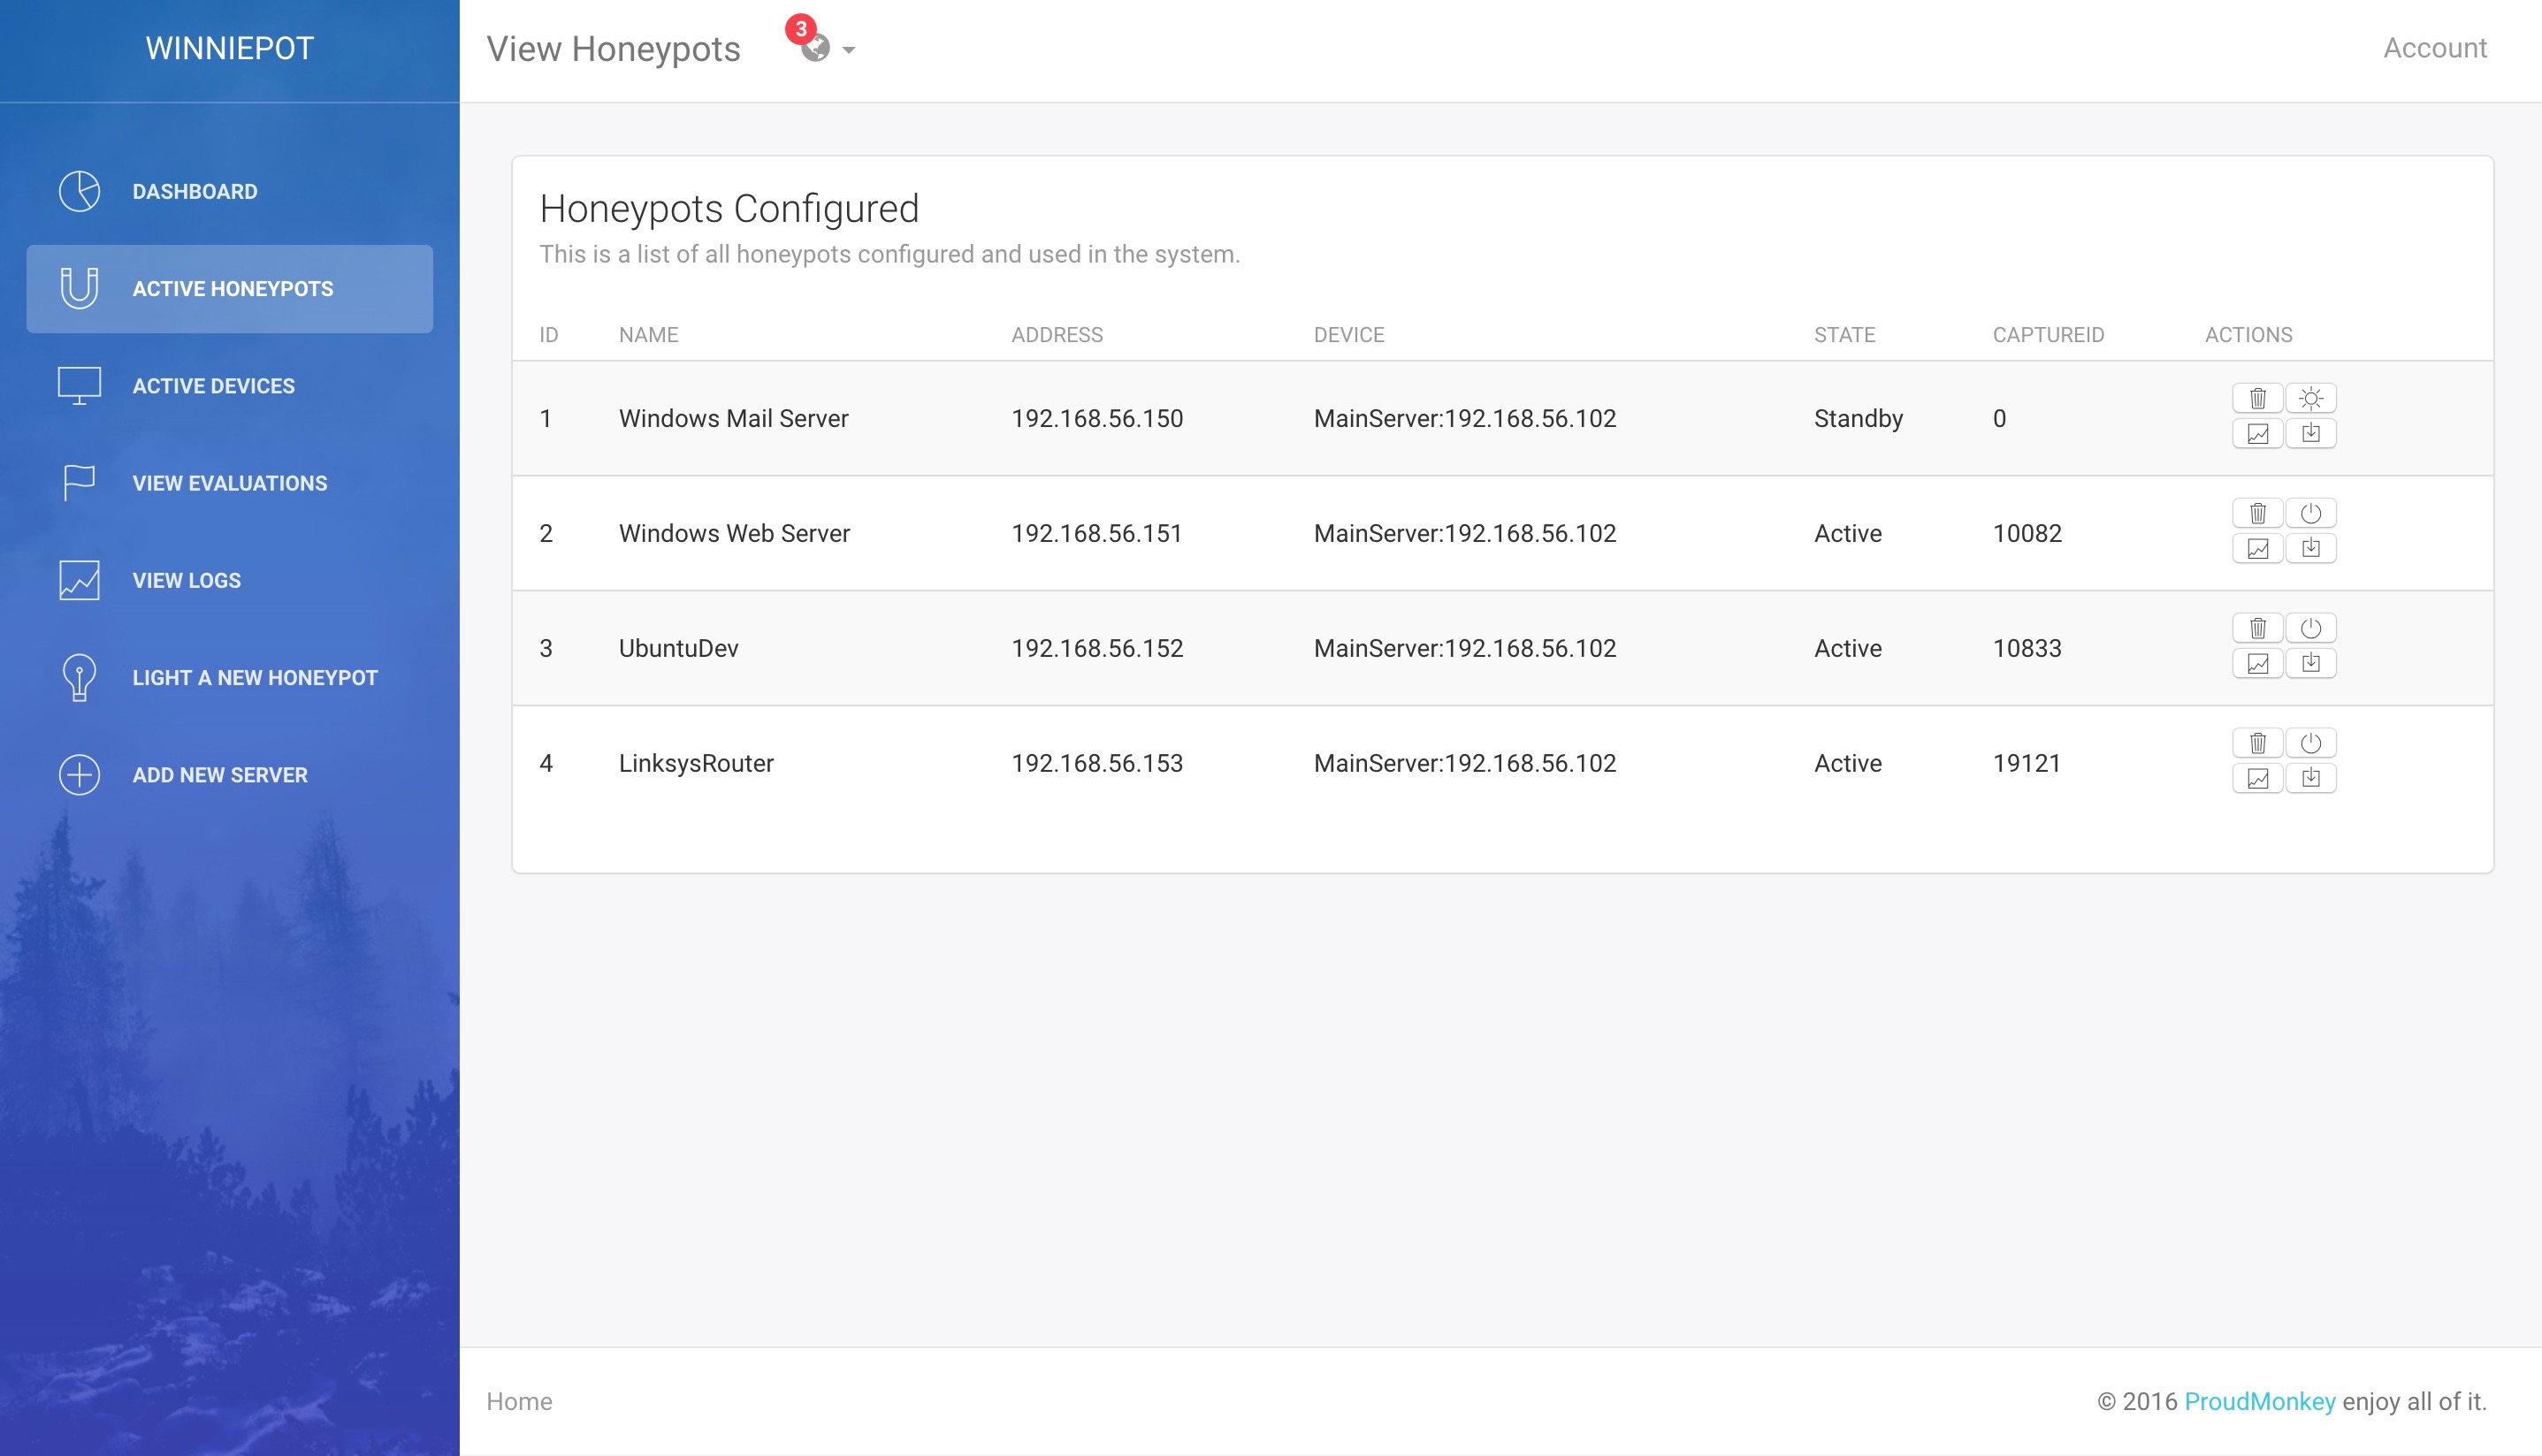 WINNIEPOT
DASHBOARD
ACTIVE HONEYPOTS
ACTIVE DEVICES
VIEW EVALUATIONS
VIEW LOGS
LIGHT A NEW HONEYPOT
ADD NEW SERVER
View Honeypots 3 Account
Honeypots Configured
This is a list of all honeypots configured and used in the system.
ID NAME ADDRESS DEVICE STATE CAPTUREID ACTIONS
1 Windows Mail Server 192.168.56.150 MainServer:192.168.56.102 Standby 0
2 Windows Web Server 192.168.56.151 MainServer:192.168.56.102 Active 10082
3 UbuntuDev 192.168.56.152 MainServer:192.168.56.102 Active 10833
4 LinksysRouter 192.168.56.153 MainServer:192.168.56.102 Active 19121
Home © 2016 ProudMonkey enjoy all of it.